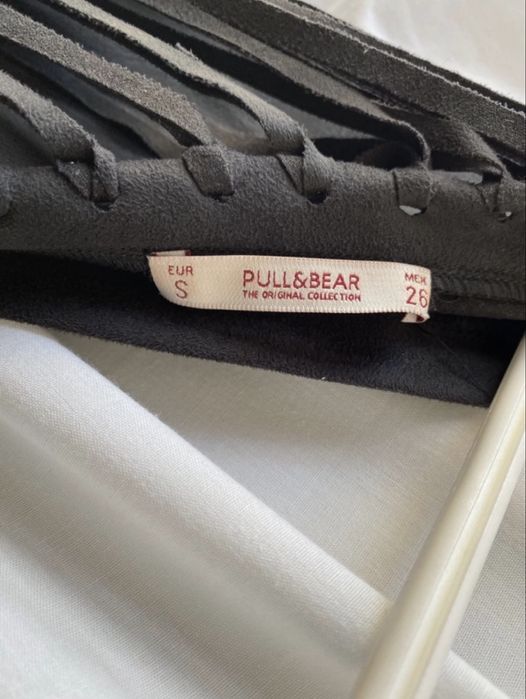 EUR
S
PULL&BEAR
THE ORIGINAL COLLECTION
MEX
26